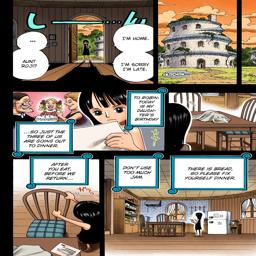 I'M HOME.
I'M SORRY
I'M LATE.
...
AUNT
ROJI?
TO ROBIN:
TODAY IS
MY DAUGH-
TER'S
BIRTHDAY
...SO JUST THE
THREE OF US
ARE GOING OUT
TO DINNER.
THERE IS BREAD,
SO PLEASE FIX
YOURSELF DINNER.
DON'T USE
TOO MUCH
JAM.
AFTER
YOU EAT,
BEFORE WE
RETURN...